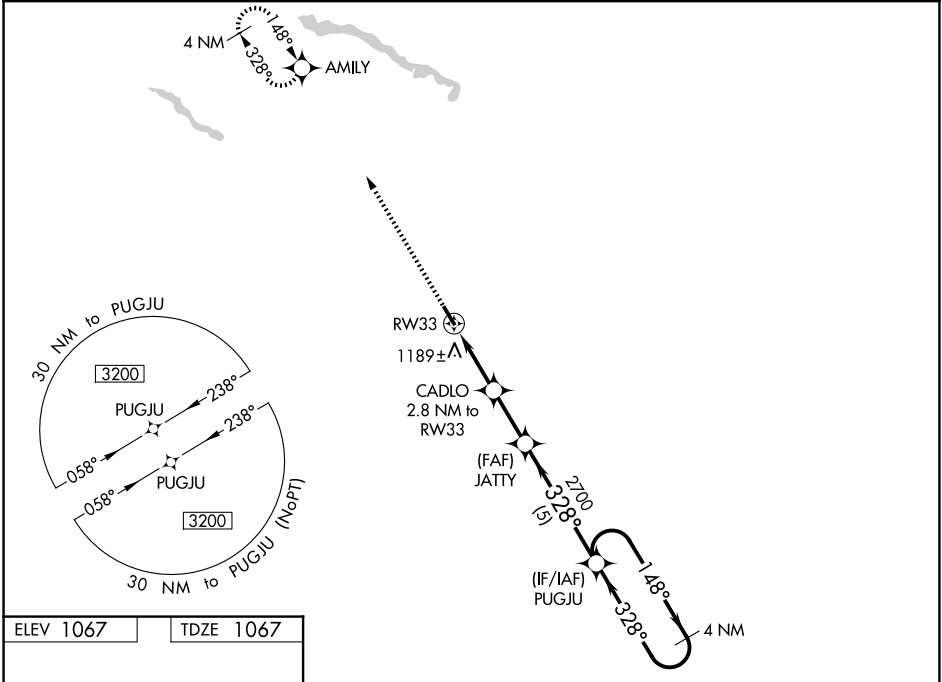 148°
4 NM
328°
AMILY
RW33
1189±
CADLO
2.8 NM to
RW33
(FAF)
JATTY
2700
328°
(5)
(IF/IAF)
PUGJU
148°
328°
4 NM
30 NM to PUGJU
3200
PUGJU
238°
058°
238°
058°
PUGJU
3200
30 NM to PUGJU (NoPT)
ELEV 1067
TDZE 1067